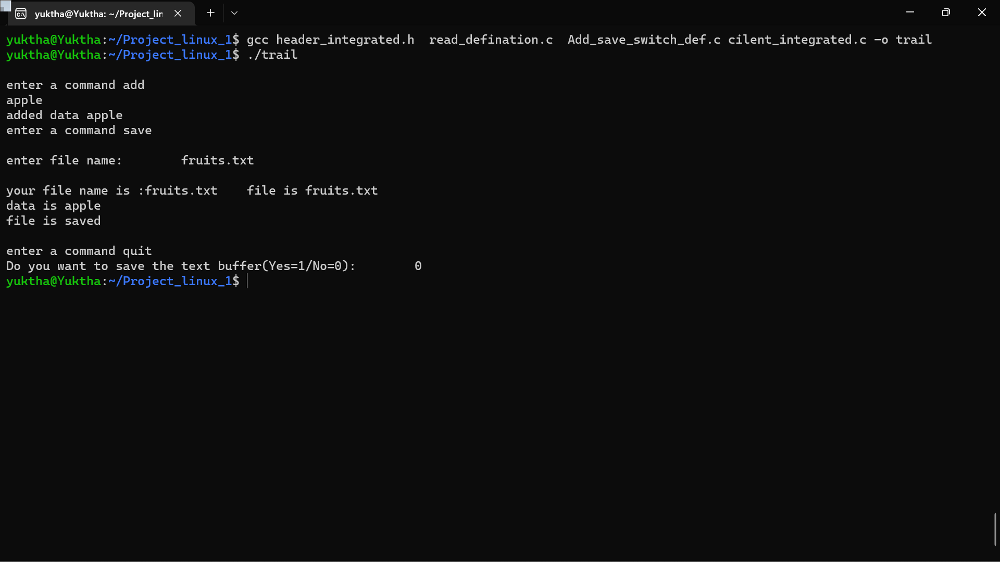 yuktha@Yuktha: ~/Project_lin
yuktha@Yuktha:~/Project_linux_1$ gcc header_integrated.h  read_defination.c  Add_save_switch_def.c cilent_integrated.c -o trail
yuktha@Yuktha:~/Project_linux_1$ ./trail
enter a command add
apple
added data apple
enter a command save
enter file name:        fruits.txt
your file name is :fruits.txt    file is fruits.txt
data is apple
file is saved
enter a command quit
Do you want to save the text buffer(Yes=1/No=0):        0
yuktha@Yuktha:~/Project_linux_1$